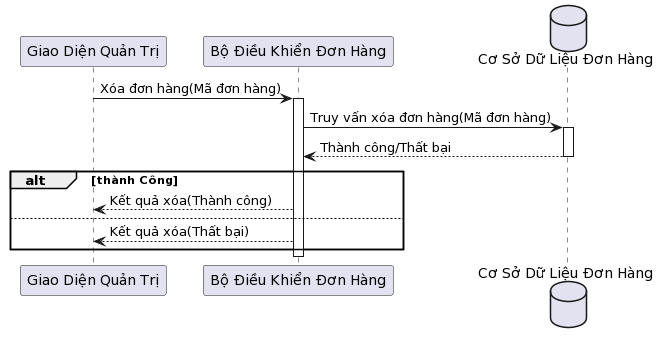 Giao Diện Quản Trị
Bộ Điều Khiển Đơn Hàng
Cơ Sở Dữ Liệu Đơn Hàng
Xóa đơn hàng(Mã đơn hàng)
Truy vấn xóa đơn hàng(Mã đơn hàng)
Thành công/Thất bại
alt [thành Công]
Kết quả xóa(Thành công)
Kết quả xóa(Thất bại)
Giao Diện Quản Trị
Bộ Điều Khiển Đơn Hàng
Cơ Sở Dữ Liệu Đơn Hàng